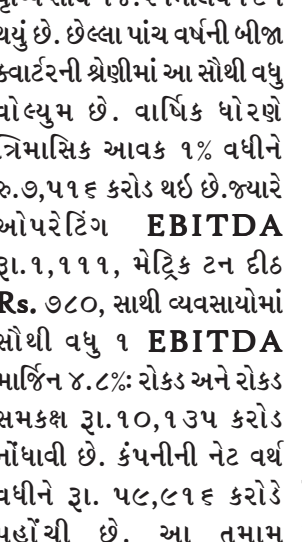 થયું છે. છેલ્લા પાંચ વર્ષની બીજા
ક્વાર્ટરની શ્રેણીમાં આ સૌથી વધુ
વોલ્યુમ છે. વાર્ષિક ધોરણે
ત્રિમાસિક આવક ૧% વધીને
રુ.૭,૫૧૬ કરોડ થઇ છે.જ્યારે
ઓપરેટિંગ EBITDA
રૂા.૧,૧૧૧, મેટ્રિક ટન દીઠ
Rs. ૭૮૦, સાથી વ્યવસાયોમાં
સૌથી વધુ ૧ EBITDA
માર્જિન ૪.૮%: રોકડ અને રોકડ
સમકક્ષ રૂા.૧૦,૧૩૫ કરોડ
નોંધાવી છે. કંપનીની નેટ વર્થ
વધીને રૂા. ૫૯,૯૧૬ કરોડે
પહોંચી છે. આ તમામ